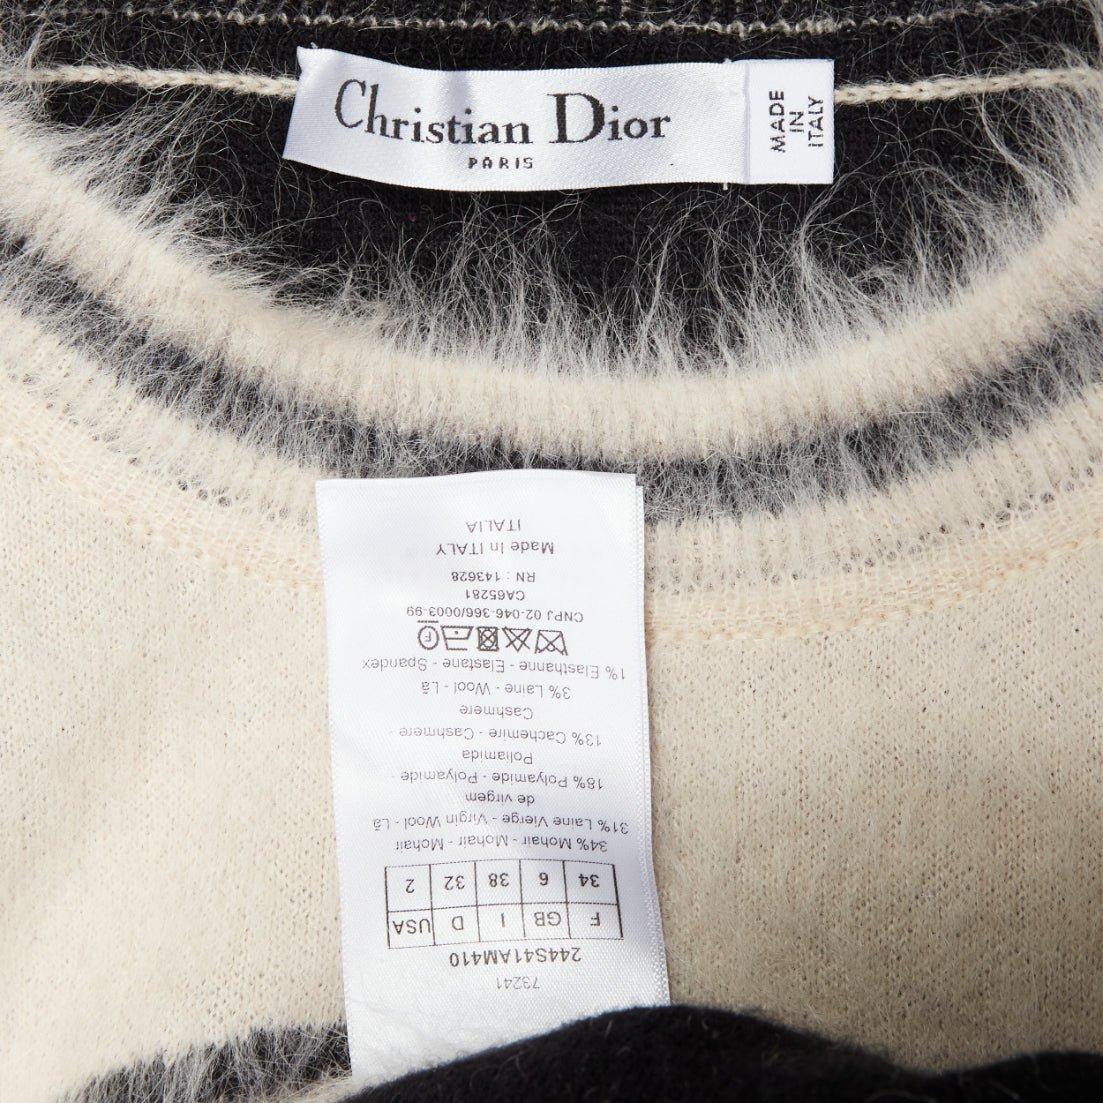 Christian Dior
PARIS
MADE
IN
ITALY
73241
244S41AM410
F GB I D USA
34 6 38 32 2
34% Mohair - Mohair - Mohair
31% Laine Vierge - Virgin Wool - Lã
de virgem
18% Polyamide - Polyamide -
Poliamida
13% Cachemire - Cashmere -
Cashmere
3% Laine - Wool - Lã
1% Elasthanne - Elastane - Spandex
F
CNPJ 02-046-366/0003-99
CA65281
RN : 143628
Made In ITALY
ITALIA